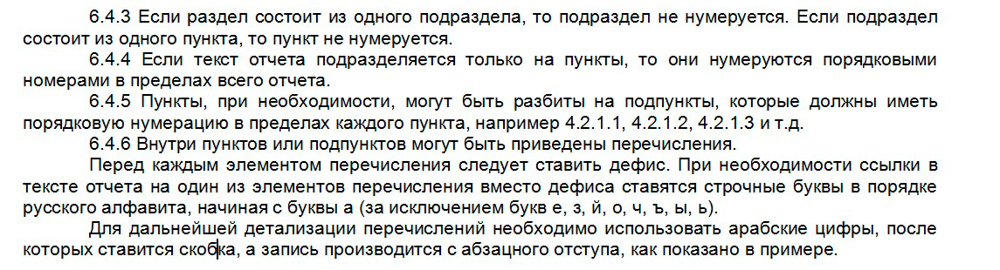 6.4.3 Если раздел состоит из одного подраздела, то подраздел не нумеруется. Если подраздел
состоит из одного пункта, то пункт не нумеруется.
6.4.4 Если текст отчета подразделяется только на пункты, то они нумеруются порядковыми
номерами в пределах всего отчета.
6.4.5 Пункты, при необходимости, могут быть разбиты на подпункты, которые должны иметь
порядковую нумерацию в пределах каждого пункта, например 4.2.1.1, 4.2.1.2, 4.2.1.3 и т.д.
6.4.6 Внутри пунктов или подпунктов могут быть приведены перечисления.
Перед каждым элементом перечисления следует ставить дефис. При необходимости ссылки в
тексте отчета на один из элементов перечисления вместо дефиса ставятся строчные буквы в порядке
русского алфавита, начиная с буквы а (за исключением букв е, з, й, о, ч, ъ, ы, ь).
Для дальнейшей детализации перечислений необходимо использовать арабские цифры, после
которых ставится скобка, а запись производится с абзацного отступа, как показано в примере.